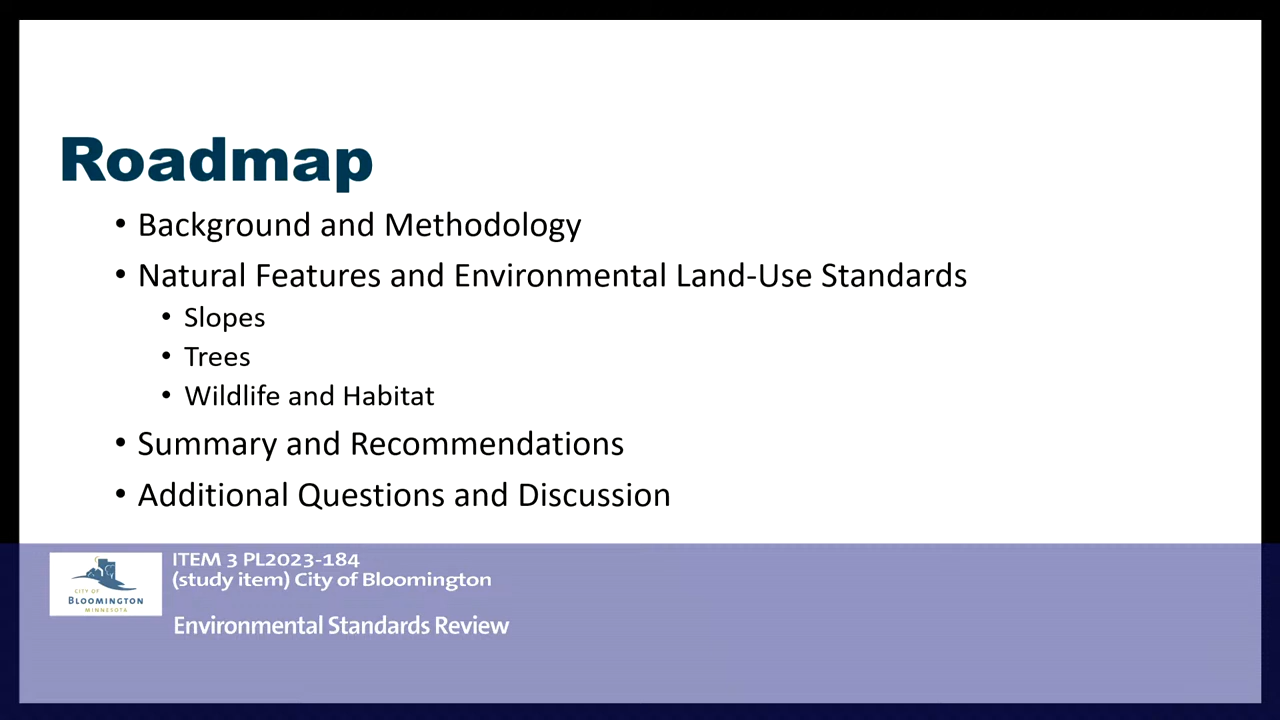 Roadmap
• Background and Methodology
• Natural Features and Environmental Land-Use Standards
• Slopes
• Trees
• Wildlife and Habitat
• Summary and Recommendations
• Additional Questions and Discussion
CITY OF
BLOOMINGTON
MINNESOTA
ITEM 3 PL2023-184
(study item) City of Bloomington
Environmental Standards Review